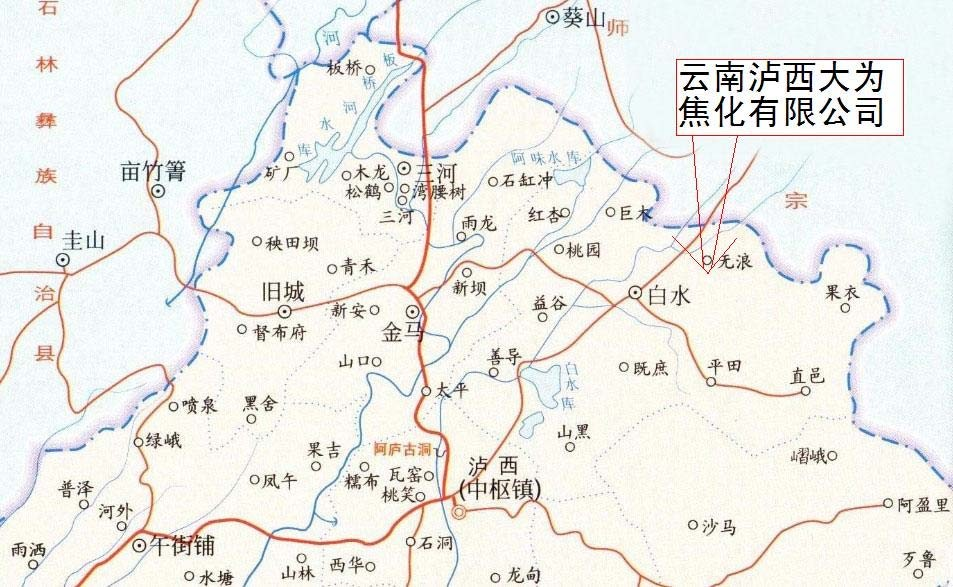 石林彝族自治县
葵山
师
宗
云南泸西大为
焦化有限公司
板桥
河
板桥河水库
亩竹箐
矿厂
木龙
三河
松鹤
湾腰树
三河
石缸冲
阿味水库
圭山
秧田坝
雨龙
红杏
巨木
桃园
无浪
青禾
新坝
旧城
新安
金马
益谷
白水
果衣
督布府
山口
善导
白水库
既庶
平田
直邑
太平
喷泉
黑舍
绿峨
果吉
阿庐古洞
山黑
嶍峨
泸西
(中枢镇)
普泽
凤午
糯布
瓦窑
桃笑
河外
沙马
阿盈里
雨洒
午街铺
石洞
水塘
山林
西华
龙甸
歹鲁